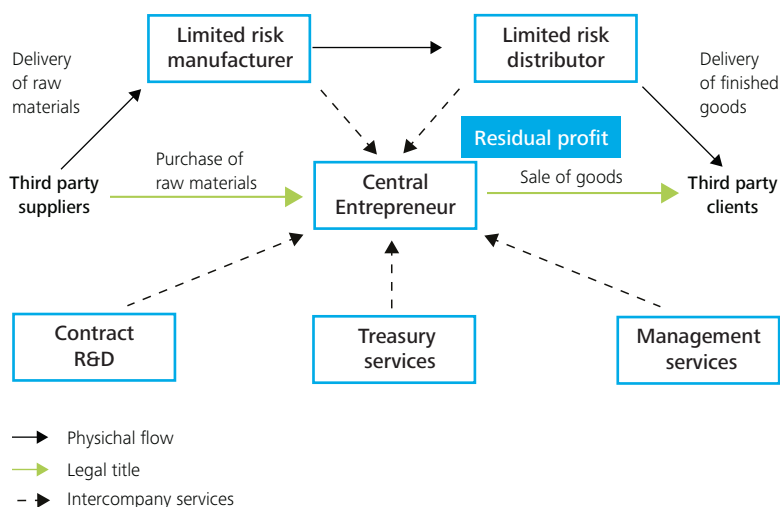 Limited risk
manufacturer
Limited risk
distributor
Delivery
of raw
materials
Delivery
of finished
goods
Residual profit
Purchase of
raw materials
Third party
suppliers
Central
Entrepreneur
Sale of goods
Third party
clients
Contract
R&D
Treasury
services
Management
services
Physichal flow
Legal title
Intercompany services